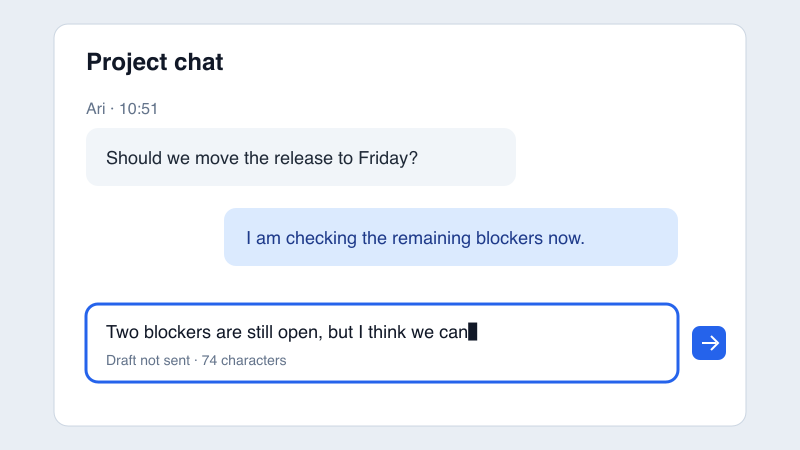 Project chat
Ari · 10:51
Should we move the release to Friday?
I am checking the remaining blockers now.
Two blockers are still open, but I think we can
Draft not sent · 74 characters